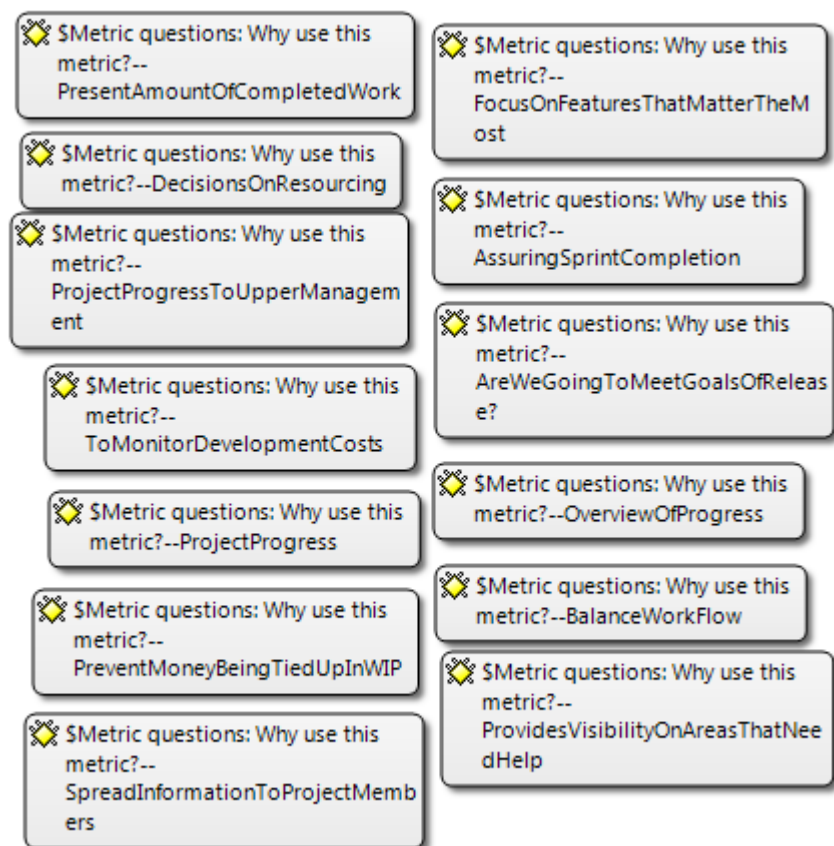 $Metric questions: Why use this
metric?--
PresentAmountOfCompletedWork
$Metric questions: Why use this
metric?--DecisionsOnResourcing
$Metric questions: Why use this
metric?--
ProjectProgressToUpperManagem
ent
$Metric questions: Why use this
metric?--
ToMonitorDevelopmentCosts
$Metric questions: Why use this
metric?--ProjectProgress
$Metric questions: Why use this
metric?--
PreventMoneyBeingTiedUpInWIP
$Metric questions: Why use this
metric?--
SpreadInformationToProjectMemb
ers
$Metric questions: Why use this
metric?--
FocusOnFeaturesThatMatterTheM
ost
$Metric questions: Why use this
metric?--
AssuringSprintCompletion
$Metric questions: Why use this
metric?--
AreWeGoingToMeetGoalsOfReleas
e?
$Metric questions: Why use this
metric?--OverviewOfProgress
$Metric questions: Why use this
metric?--BalanceWorkFlow
$Metric questions: Why use this
metric?--
ProvidesVisibilityOnAreasThatNee
dHelp